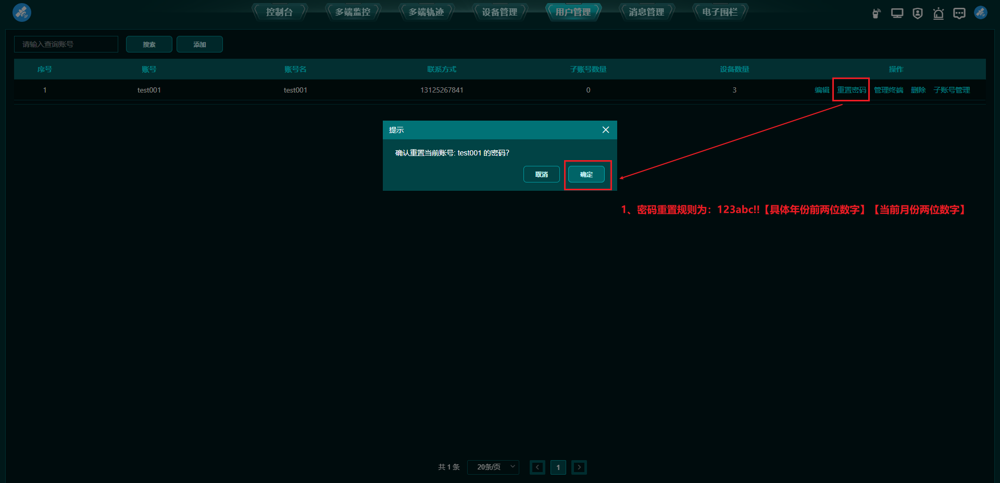 控制台 多端监控 多端轨迹 设备管理 用户管理 消息管理 电子围栏
请输入查询账号 搜索 添加
序号 账号 账号名 联系方式 子账号数量 设备数量 操作
1 test001 test001 13125267841 0 3 编辑 重置密码 管理终端 删除 子账号管理
提示
确认重置当前账号: test001 的密码?
取消 确定
1、密码重置规则为：123abc!!【具体年份前两位数字】【当前月份两位数字】
共 1 条 20条/页 1